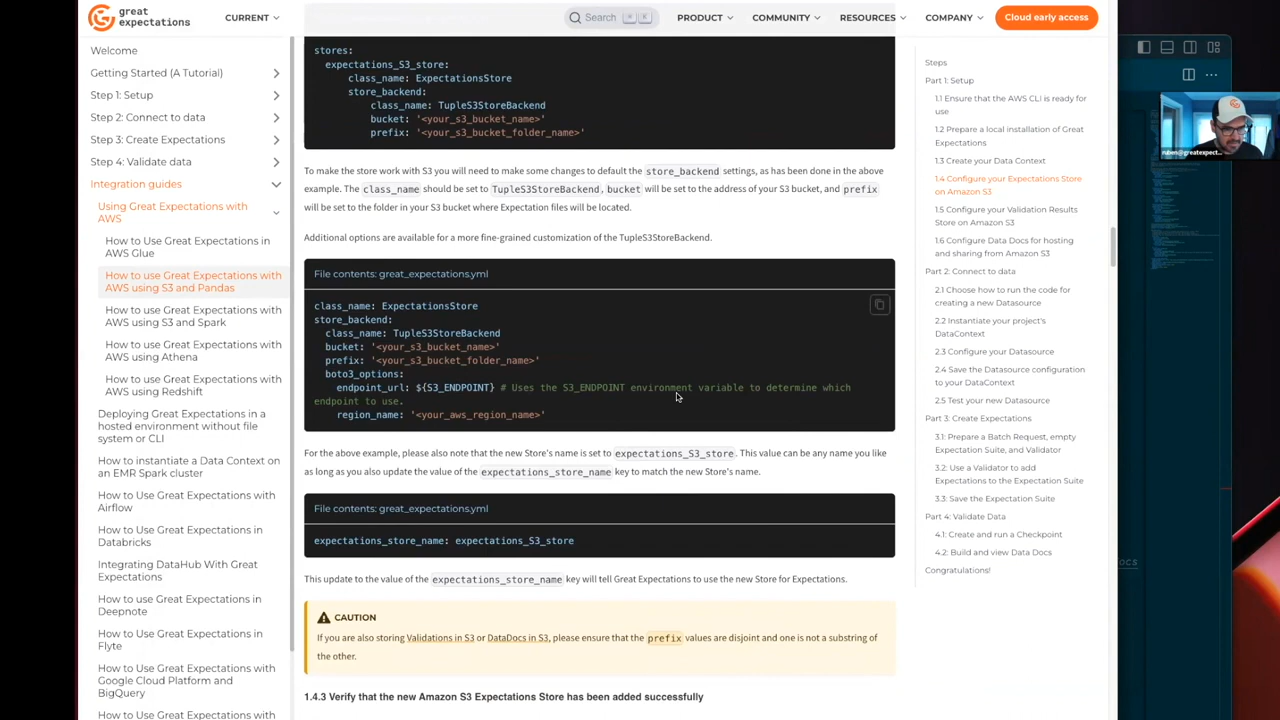 great expectations
CURRENT
Search
PRODUCT
COMMUNITY
RESOURCES
COMPANY
Cloud early access
Welcome
Getting Started (A Tutorial)
Step 1: Setup
Step 2: Connect to data
Step 3: Create Expectations
Step 4: Validate data
Integration guides
Using Great Expectations with
AWS
How to Use Great Expectations in
AWS Glue
How to use Great Expectations with
AWS using S3 and Pandas
How to use Great Expectations with
AWS using S3 and Spark
How to use Great Expectations with
AWS using Athena
How to use Great Expectations with
AWS using Redshift
Deploying Great Expectations in a
hosted environment without file
system or CLI
How to instantiate a Data Context on
an EMR Spark cluster
How to Use Great Expectations with
Airflow
How to Use Great Expectations in
Databricks
Integrating DataHub With Great
Expectations
How to use Great Expectations in
Deepnote
How to Use Great Expectations in
Flyte
How to Use Great Expectations with
Google Cloud Platform and
BigQuery
How to Use Great Expectations with
stores:
expectations_S3_store:
class_name: ExpectationsStore
store_backend:
class_name: TupleS3StoreBackend
bucket: '<your_s3_bucket_name>'
prefix: '<your_s3_bucket_folder_name>'
To make the store work with S3 you will need to make some changes to default the store_backend settings, as has been done in the above
example. The class_name should be set to TupleS3StoreBackend, bucket will be set to the address of your S3 bucket, and prefix
will be set to the folder in your S3 bucket where Expectation files will be located.
Additional options are available for a more fine-grained customization of the TupleS3StoreBackend.
File contents: great_expectations.yml
class_name: ExpectationsStore
store_backend:
class_name: TupleS3StoreBackend
bucket: '<your_s3_bucket_name>'
prefix: '<your_s3_bucket_folder_name>'
boto3_options:
endpoint_url: ${S3_ENDPOINT} # Uses the S3_ENDPOINT environment variable to determine which
endpoint to use.
region_name: '<your_aws_region_name>'
For the above example, please also note that the new Store's name is set to expectations_S3_store. This value can be any name you like
as long as you also update the value of the expectations_store_name key to match the new Store's name.
File contents: great_expectations.yml
expectations_store_name: expectations_S3_store
This update to the value of the expectations_store_name key will tell Great Expectations to use the new Store for Expectations.
CAUTION
If you are also storing Validations in S3 or DataDocs in S3, please ensure that the prefix values are disjoint and one is not a substring of
the other.
1.4.3 Verify that the new Amazon S3 Expectations Store has been added successfully
Steps
Part 1: Setup
1.1 Ensure that the AWS CLI is ready for
use
1.2 Prepare a local installation of Great
Expectations
1.3 Create your Data Context
1.4 Configure your Expectations Store
on Amazon S3
1.5 Configure your Validation Results
Store on Amazon S3
1.6 Configure Data Docs for hosting
and sharing from Amazon S3
Part 2: Connect to data
2.1 Choose how to run the code for
creating a new Datasource
2.2 Instantiate your project's
DataContext
2.3 Configure your Datasource
2.4 Save the Datasource configuration
to your DataContext
2.5 Test your new Datasource
Part 3: Create Expectations
3.1: Prepare a Batch Request, empty
Expectation Suite, and Validator
3.2: Use a Validator to add
Expectations to the Expectation Suite
3.3: Save the Expectation Suite
Part 4: Validate Data
4.1: Create and run a Checkpoint
4.2: Build and view Data Docs
Congratulations!
ruben@greatexpect...